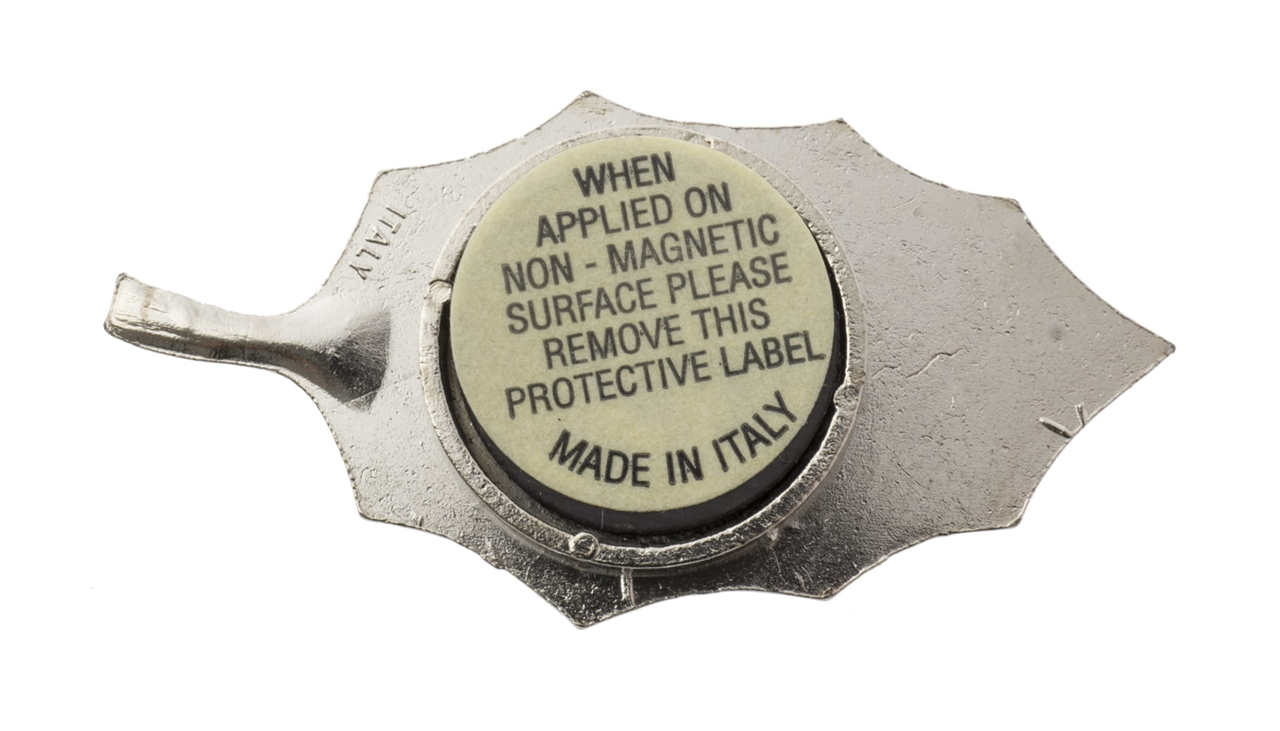 ITALY
WHEN
APPLIED ON
NON - MAGNETIC
SURFACE PLEASE
REMOVE THIS
PROTECTIVE LABEL
MADE IN ITALY